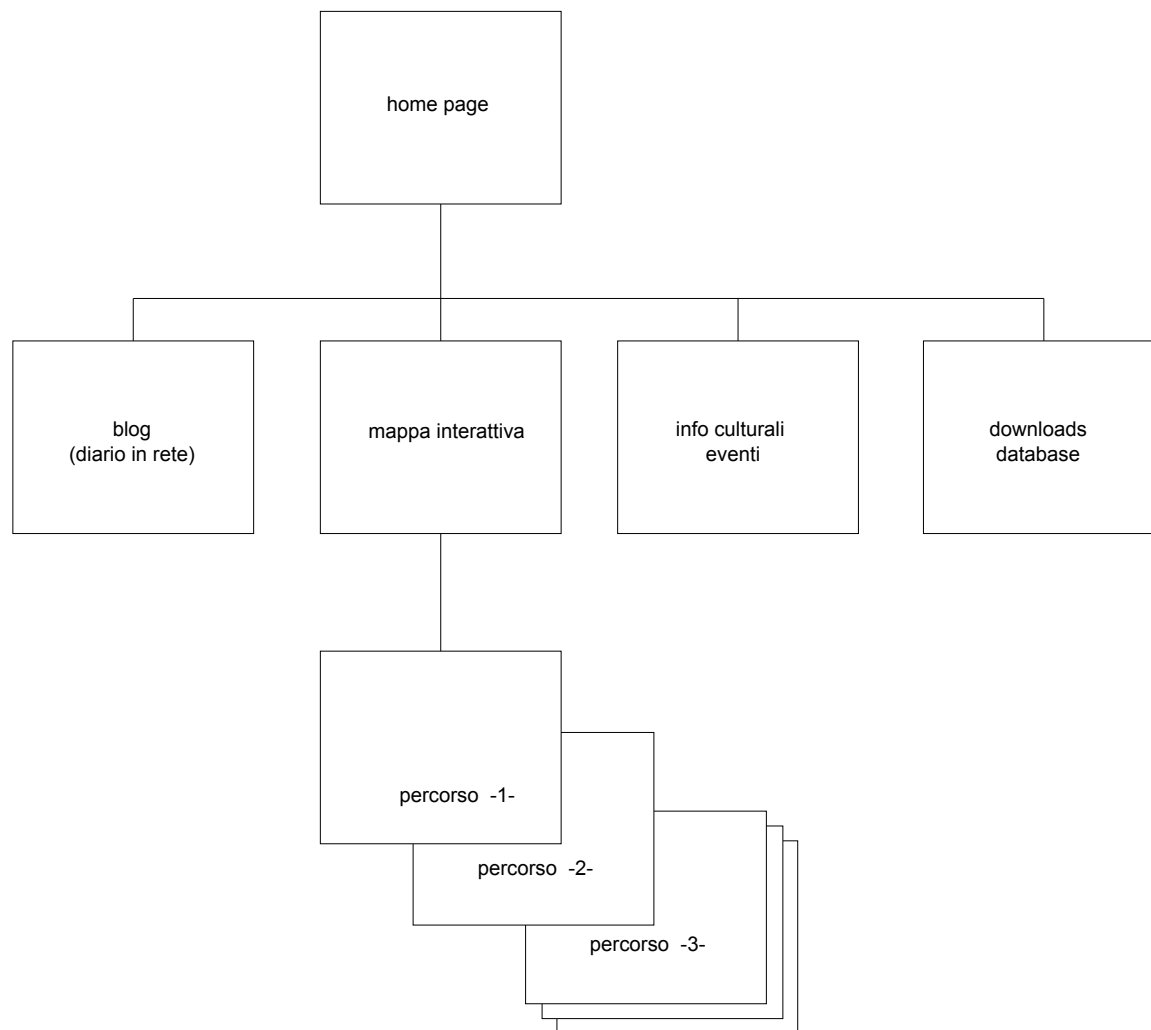 home page
blog
(diario in rete)
mappa interattiva
info culturali
eventi
downloads
database
percorso -1-
percorso -2-
percorso -3-